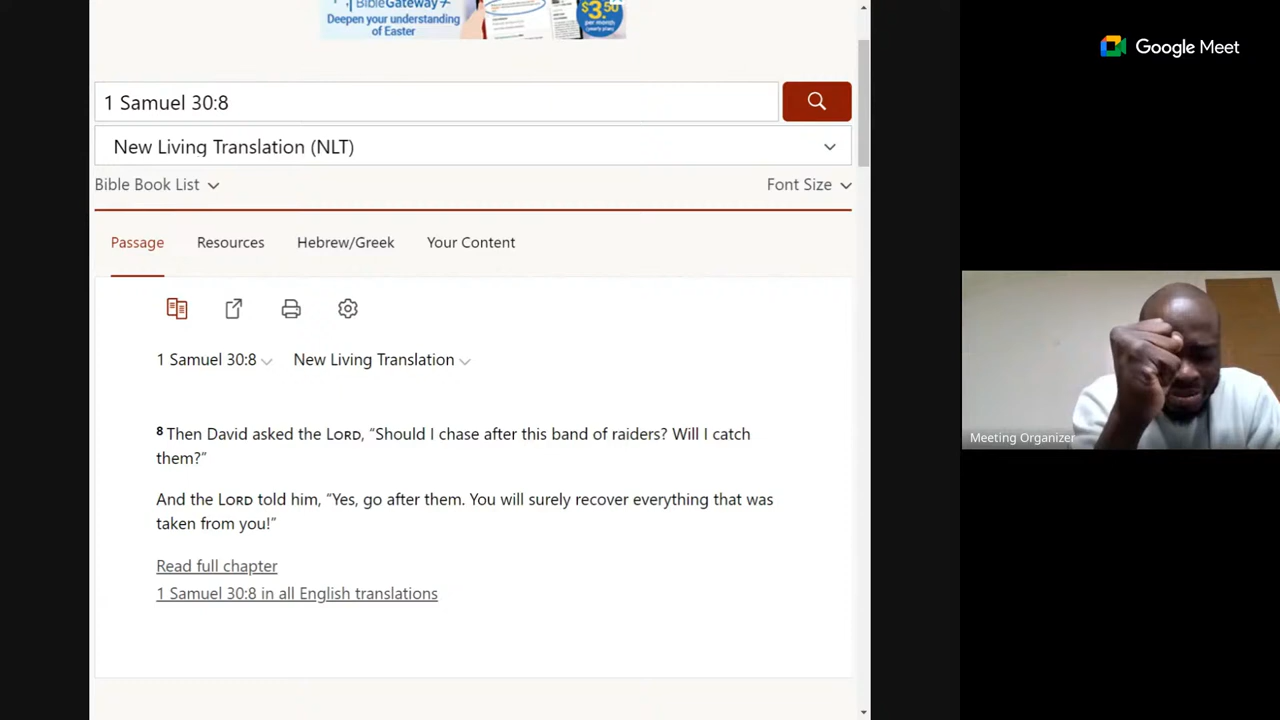 BibleGateway
Deepen your understanding
of Easter
$3.50
per month
Google Meet
1 Samuel 30:8
New Living Translation (NLT)
Bible Book List
Font Size
Passage
Resources
Hebrew/Greek
Your Content
1 Samuel 30:8
New Living Translation
8 Then David asked the LORD, “Should I chase after this band of raiders? Will I catch
them?”
And the LORD told him, “Yes, go after them. You will surely recover everything that was
taken from you!”
Read full chapter
1 Samuel 30:8 in all English translations
Meeting Organizer